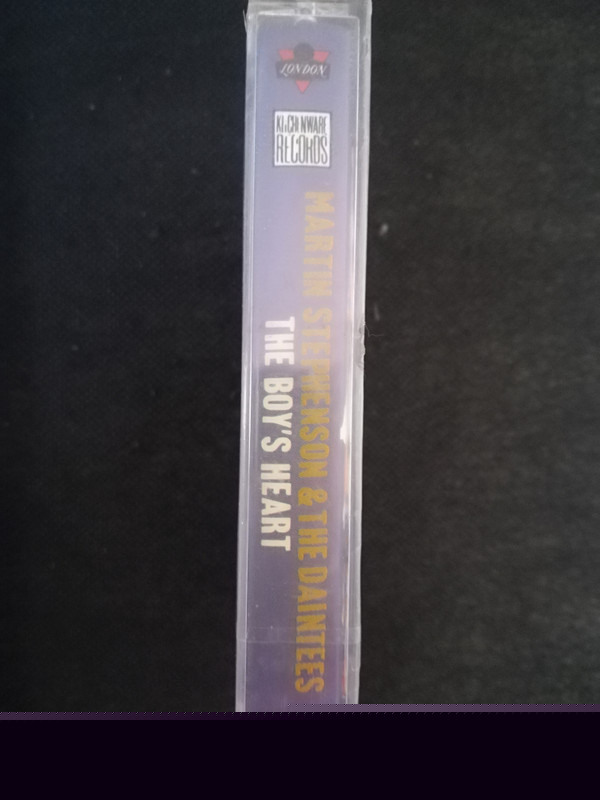 LONDON
KITCHENWARE
RECORDS
MARTIN STEPHENSON & THE DAINTEES
THE BOY'S HEART